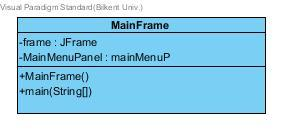 Visual Paradigm Standard(Bilkent Univ.)
MainFrame
-frame : JFrame
-MainMenuPanel : mainMenuP
+MainFrame()
+main(String[])